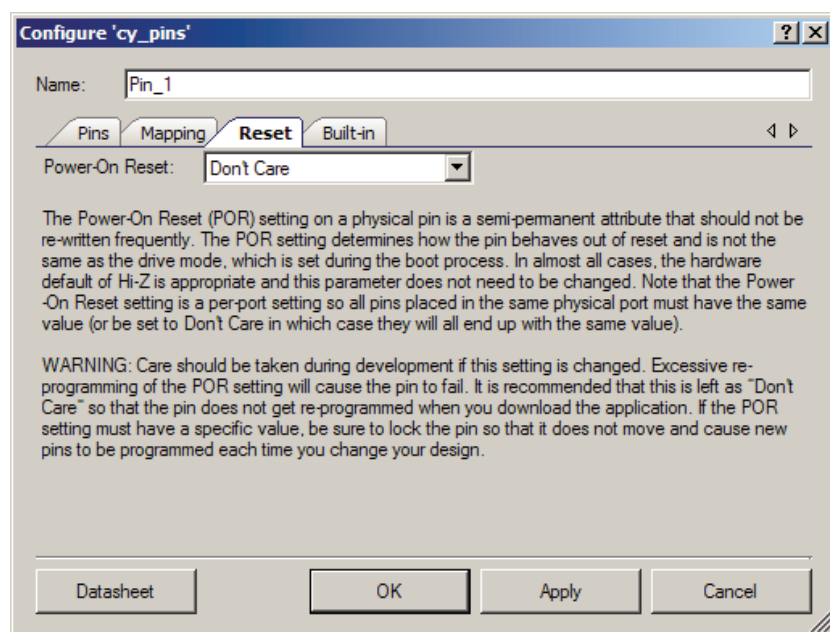 Configure 'cy_pins'
Name: Pin_1
Pins Mapping Reset Built-in
Power-On Reset: Don't Care
The Power-On Reset (POR) setting on a physical pin is a semi-permanent attribute that should not be
re-written frequently. The POR setting determines how the pin behaves out of reset and is not the
same as the drive mode, which is set during the boot process. In almost all cases, the hardware
default of Hi-Z is appropriate and this parameter does not need to be changed. Note that the Power
-On Reset setting is a per-port setting so all pins placed in the same physical port must have the same
value (or be set to Don't Care in which case they will all end up with the same value).
WARNING: Care should be taken during development if this setting is changed. Excessive re-
programming of the POR setting will cause the pin to fail. It is recommended that this is left as "Don't
Care" so that the pin does not get re-programmed when you download the application. If the POR
setting must have a specific value, be sure to lock the pin so that it does not move and cause new
pins to be programmed each time you change your design.
Datasheet OK Apply Cancel